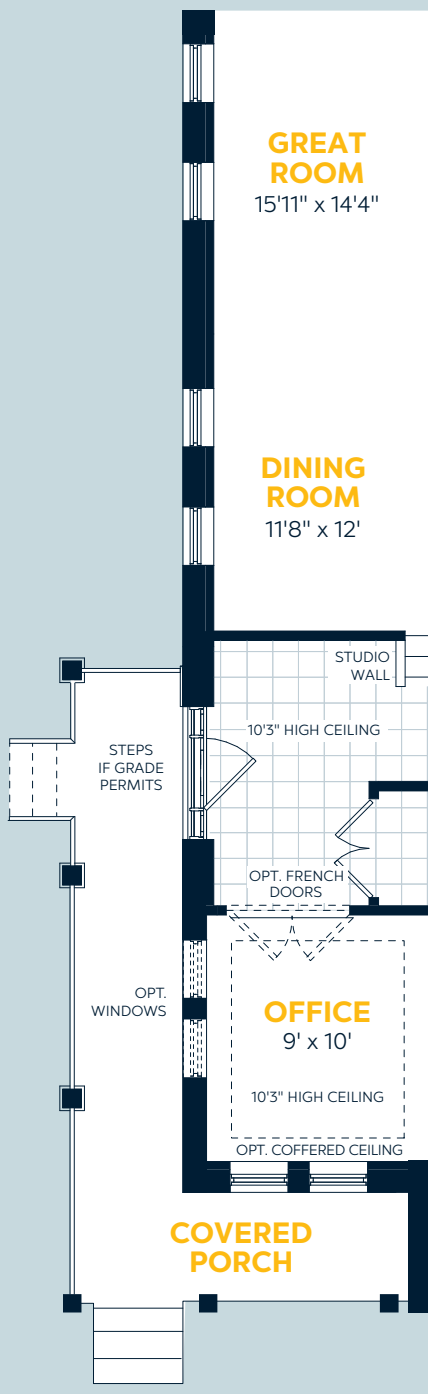 GREAT
ROOM
15'11" x 14'4"
DINING
ROOM
11'8" x 12'
STUDIO
WALL
10'3" HIGH CEILING
STEPS
IF GRADE
PERMITS
OPT. FRENCH
DOORS
OPT.
WINDOWS
OFFICE
9' x 10'
10'3" HIGH CEILING
OPT. COFFERED CEILING
COVERED
PORCH